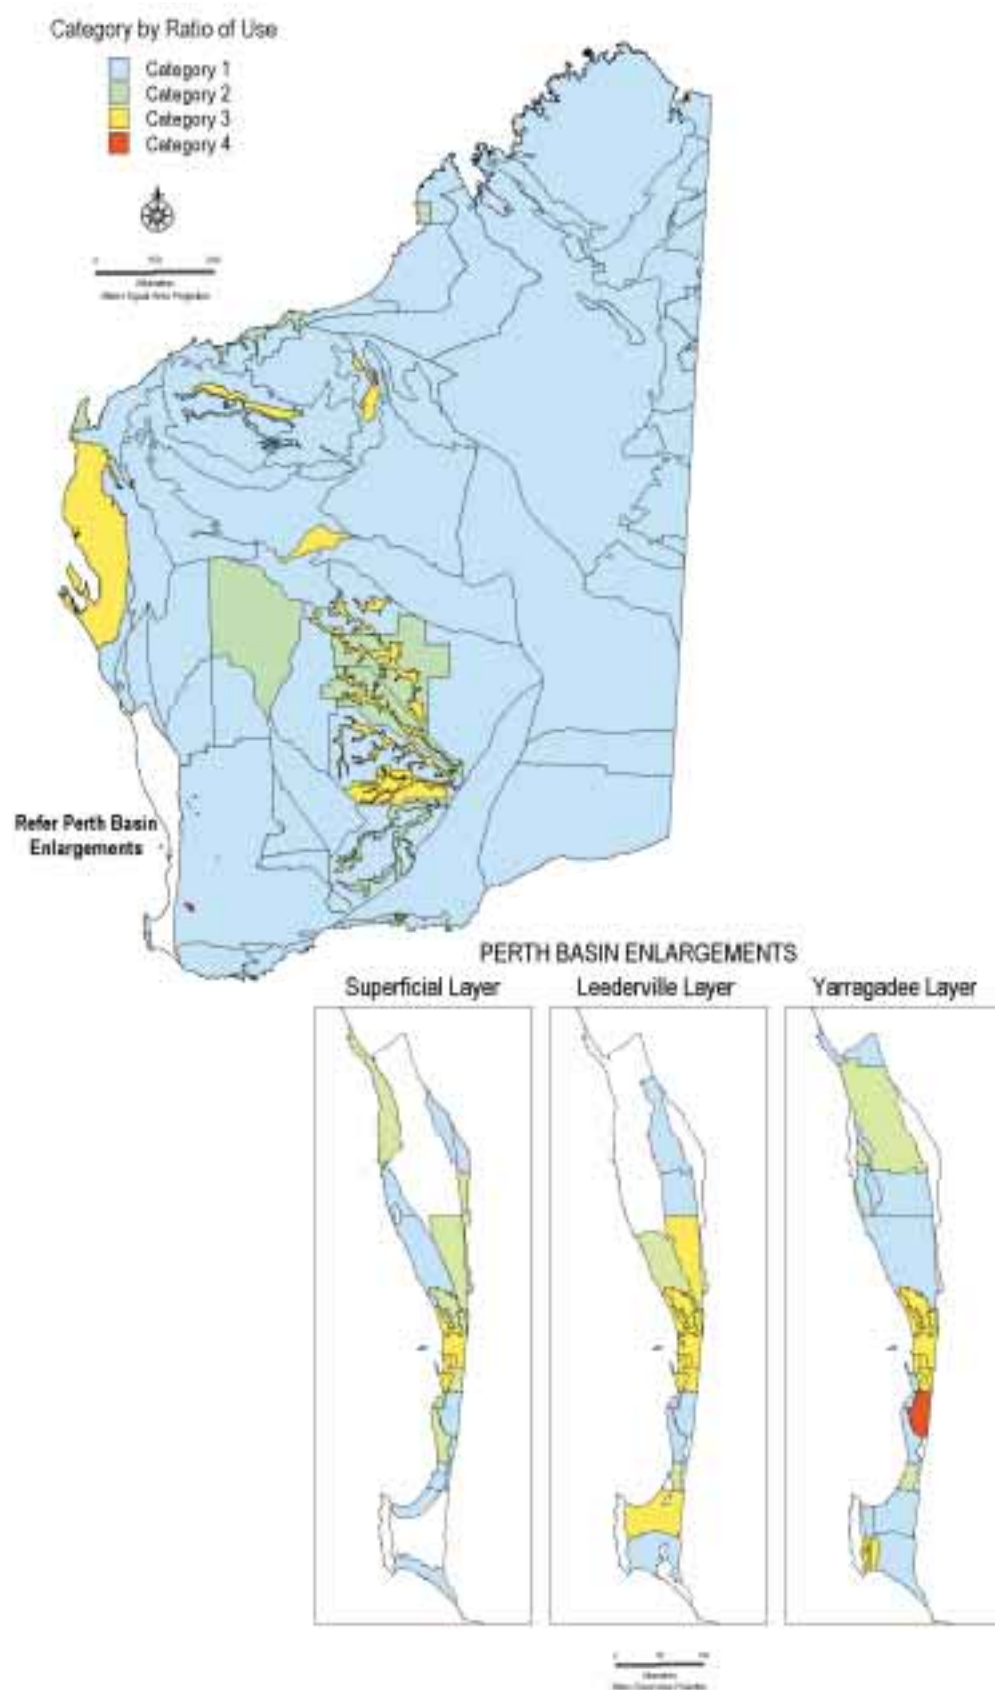 Category by Ratio of Use
Category 1
Category 2
Category 3
Category 4
Refer Perth Basin
Enlargements
PERTH BASIN ENLARGEMENTS
Superficial Layer
Leederville Layer
Yarragadee Layer